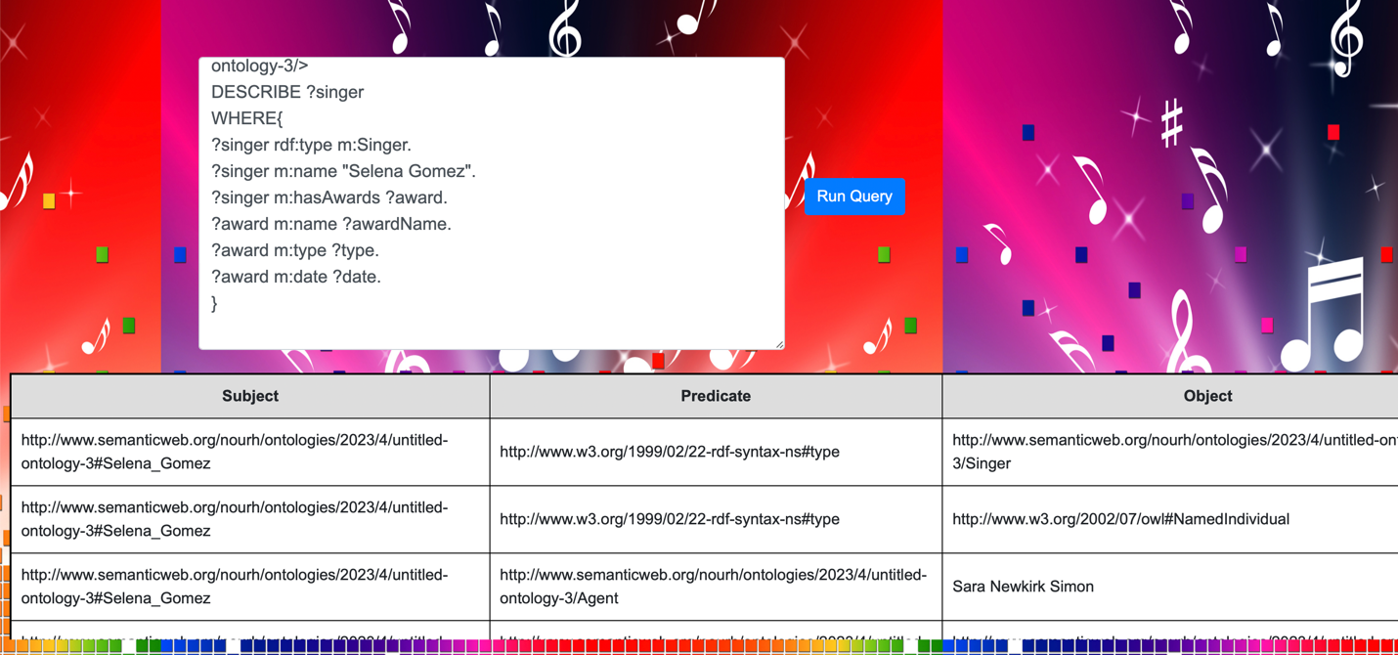 ontology-3/>
DESCRIBE ?singer
WHERE{
?singer rdf:type m:Singer.
?singer m:name "Selena Gomez".
?singer m:hasAwards ?award.
?award m:name ?awardName.
?award m:type ?type.
?award m:date ?date.
}
Run Query
Subject Predicate Object
http://www.semanticweb.org/nourh/ontologies/2023/4/untitled-
ontology-3#Selena_Gomez
http://www.w3.org/1999/02/22-rdf-syntax-ns#type
http://www.semanticweb.org/nourh/ontologies/2023/4/untitled-on
3/Singer
http://www.semanticweb.org/nourh/ontologies/2023/4/untitled-
ontology-3#Selena_Gomez
http://www.w3.org/1999/02/22-rdf-syntax-ns#type
http://www.w3.org/2002/07/owl#NamedIndividual
http://www.semanticweb.org/nourh/ontologies/2023/4/untitled-
ontology-3#Selena_Gomez
http://www.semanticweb.org/nourh/ontologies/2023/4/untitled-
ontology-3/Agent
Sara Newkirk Simon